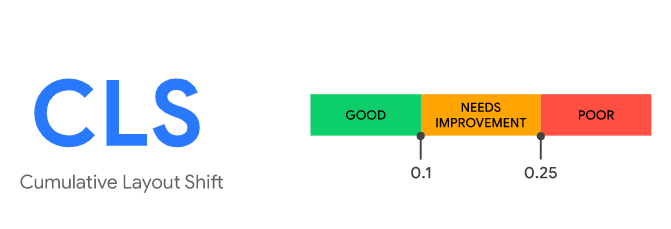 CLS
Cumulative Layout Shift
GOOD
NEEDS
IMPROVEMENT
POOR
0.1
0.25